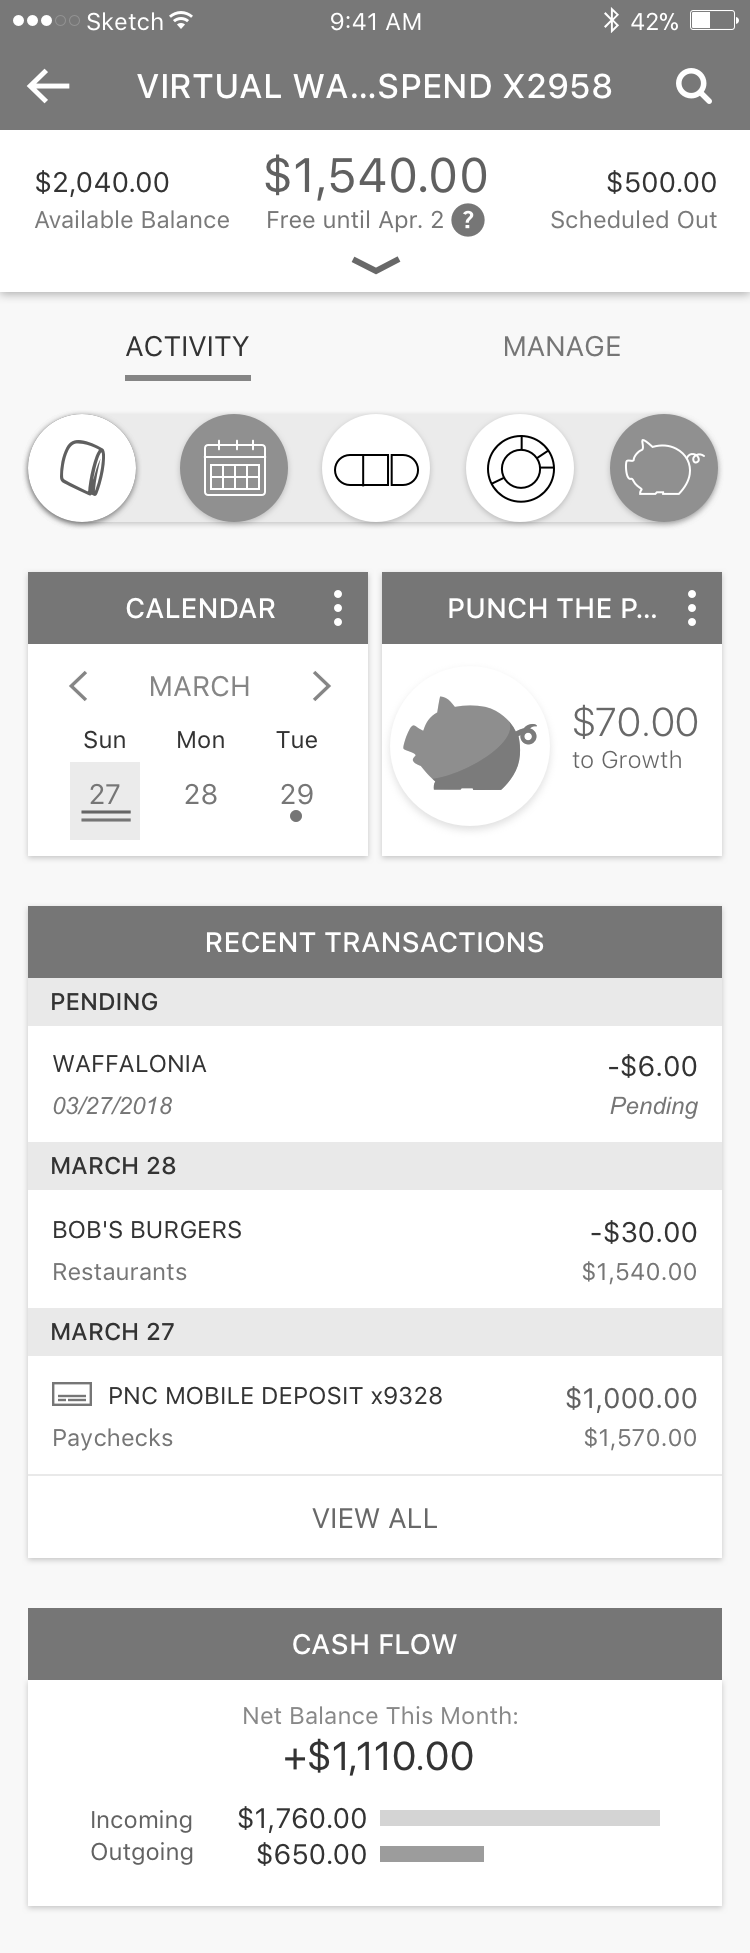 Sketch 9:41 AM 42%
VIRTUAL WA...SPEND X2958
$2,040.00 $1,540.00 $500.00
Available Balance Free until Apr. 2 ? Scheduled Out
ACTIVITY MANAGE
CALENDAR
MARCH
Sun Mon Tue
27 28 29
PUNCH THE P...
$70.00
to Growth
RECENT TRANSACTIONS
PENDING
WAFFALONIA -$6.00
03/27/2018 Pending
MARCH 28
BOB'S BURGERS -$30.00
Restaurants $1,540.00
MARCH 27
PNC MOBILE DEPOSIT x9328 $1,000.00
Paychecks $1,570.00
VIEW ALL
CASH FLOW
Net Balance This Month:
+$1,110.00
Incoming $1,760.00
Outgoing $650.00